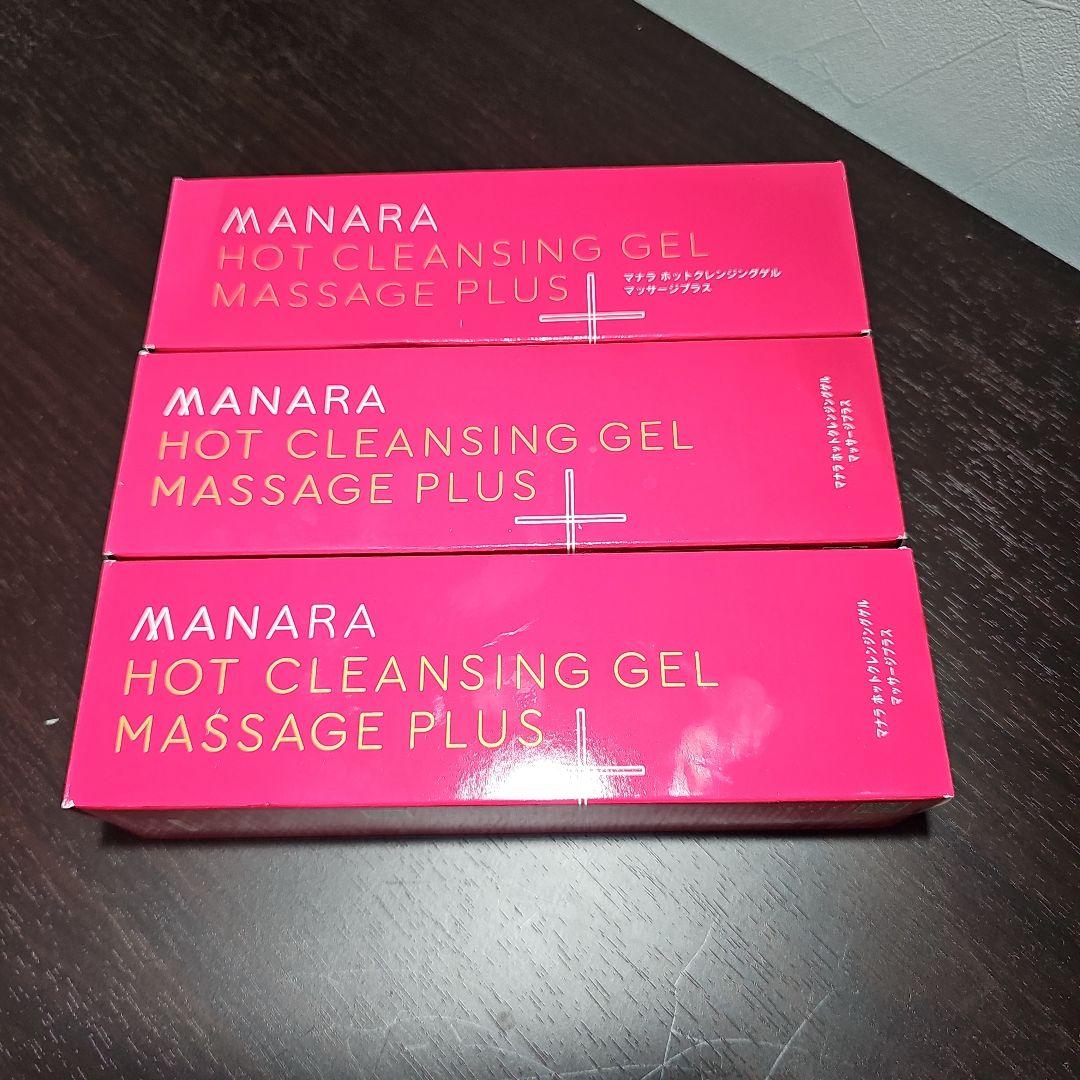 MANARA
HOT CLEANSING GEL
MASSAGE PLUS
マナラ ホットクレンジングゲル
マッサージプラス
MANARA
HOT CLEANSING GEL
MASSAGE PLUS
マナラ ホットクレンジングゲル
マッサージプラス
MANARA
HOT CLEANSING GEL
MASSAGE PLUS
マナラ ホットクレンジングゲル
マッサージプラス